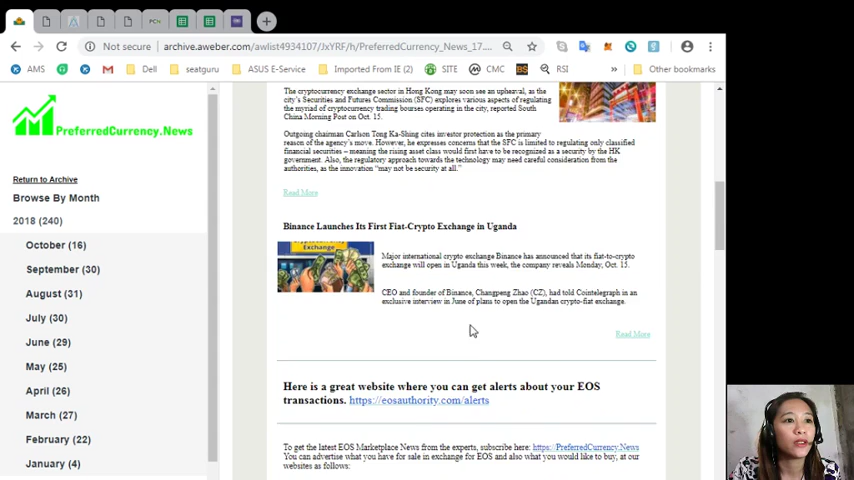 Not secure | archive.aweber.com/awlist4934107/JxYRF/h/PreferredCurrency_News_17....
AMS
Dell
seatguru
ASUS E-Service
Imported From IE (2)
SITE
CMC
BS
RSI
»
Other bookmarks
PreferredCurrency.News
Return to Archive
Browse By Month
2018 (240)
October (16)
September (30)
August (31)
July (30)
June (29)
May (25)
April (26)
March (27)
February (22)
January (4)
The cryptocurrency exchange sector in Hong Kong may soon see an upheaval, as the
city's Securities and Futures Commission (SFC) explores various aspects of regulating
the myriad of cryptocurrency trading bourses operating in the city, reported South
China Morning Post on Oct. 15.
Outgoing chairman Carlson Tong Ka-Shing cites investor protection as the primary
reason of the agency's move. However, he expresses concerns that the SFC is limited to regulating only classified
financial securities – meaning the rising asset class would first have to be recognized as a security by the HK
government. Also, the regulatory approach towards the technology may need careful consideration from the
authorities, as the innovation "may not be security at all."
Read More
Binance Launches Its First Fiat-Crypto Exchange in Uganda
Exchange
Major international crypto exchange Binance has announced that its fiat-to-crypto
exchange will open in Uganda this week, the company reveals Monday, Oct. 15.
CEO and founder of Binance, Changpeng Zhao (CZ), had told Cointelegraph in an
exclusive interview in June of plans to open the Ugandan crypto-fiat exchange.
Read More
Here is a great website where you can get alerts about your EOS
transactions. https://eosauthority.com/alerts
To get the latest EOS Marketplace News from the experts, subscribe here: https://PreferredCurrency.News
You can advertise what you have for sale in exchange for EOS and also what you would like to buy, at our
websites as follows: